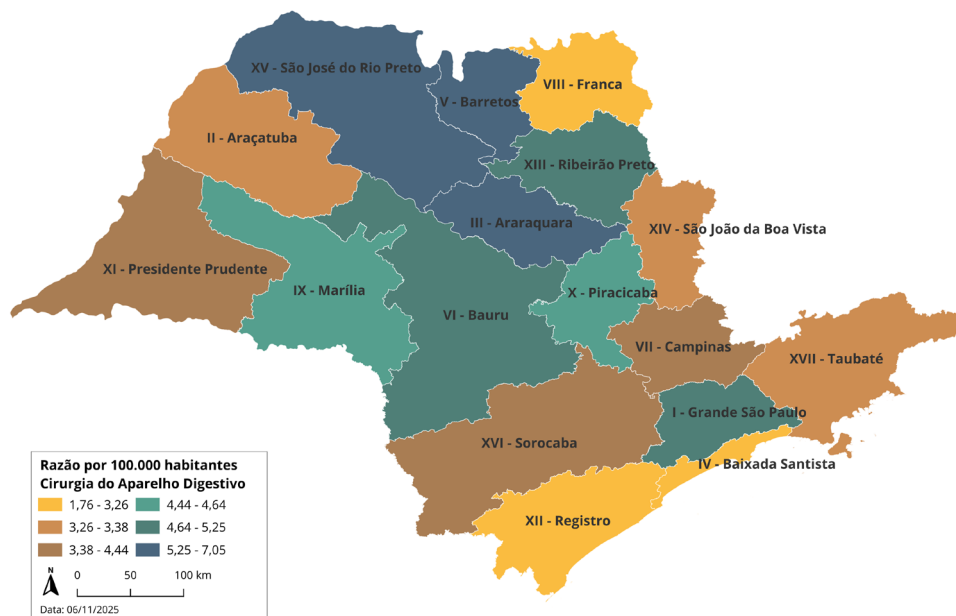 XV - São José do Rio Preto
VIII - Franca
V - Barretos
II - Araçatuba
XIII - Ribeirão Preto
III - Araraquara
XIV - São João da Boa Vista
XI - Presidente Prudente
IX - Marília
X - Piracicaba
VI - Bauru
VII - Campinas
XVII - Taubaté
I - Grande São Paulo
XVI - Sorocaba
IV - Baixada Santista
XII - Registro
Razão por 100.000 habitantes
Cirurgia do Aparelho Digestivo
1,76 - 3,26 4,44 - 4,64
3,26 - 3,38 4,64 - 5,25
3,38 - 4,44 5,25 - 7,05
N
0 50 100 km
Data: 06/11/2025